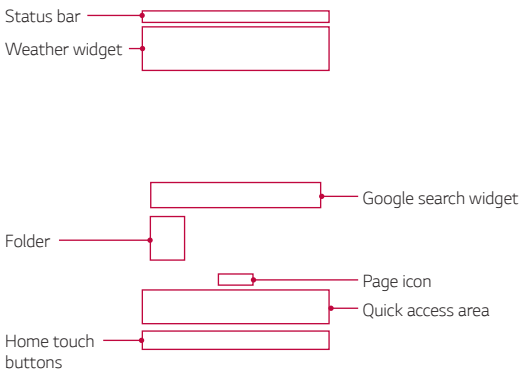 Status bar
Weather widget
Google search widget
Folder
Page icon
Quick access area
Home touch
buttons